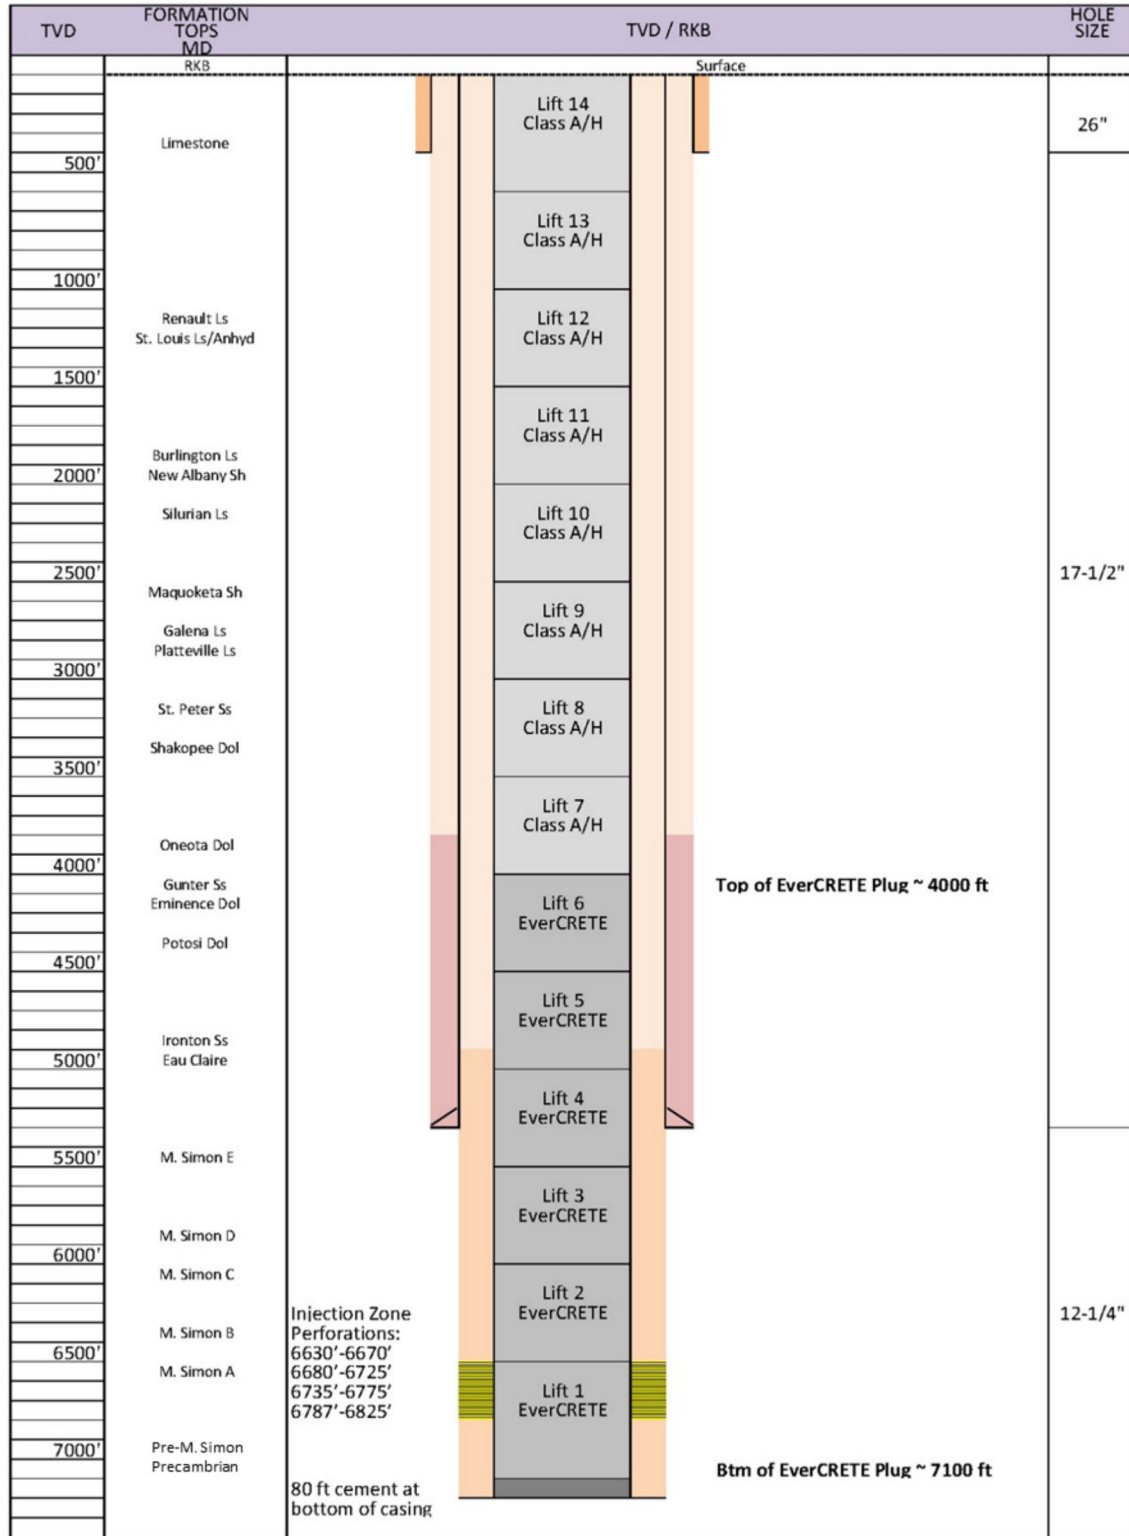 TVD
FORMATION
TOPS
MD
TVD / RKB
HOLE
SIZE
RKB
Surface
Lift 14
Class A/H
26"
Limestone
500'
Lift 13
Class A/H
1000'
Renault Ls
St. Louis Ls/Anhyd
Lift 12
Class A/H
1500'
Lift 11
Class A/H
Burlington Ls
2000'
New Albany Sh
Silurian Ls
Lift 10
Class A/H
2500'
17-1/2"
Maquoketa Sh
Lift 9
Class A/H
Galena Ls
Platteville Ls
3000'
St. Peter Ss
Lift 8
Class A/H
Shakopee Dol
3500'
Lift 7
Class A/H
Oneota Dol
4000'
Gunter Ss
Eminence Dol
Top of EverCRETE Plug ~ 4000 ft
Lift 6
EverCRETE
Potosi Dol
4500'
Lift 5
EverCRETE
Ironton Ss
5000'
Eau Claire
Lift 4
EverCRETE
5500'
M. Simon E
Lift 3
EverCRETE
M. Simon D
6000'
M. Simon C
Lift 2
EverCRETE
12-1/4"
Injection Zone
Perforations:
6630'-6670'
6680'-6725'
6735'-6775'
6787'-6825'
M. Simon B
6500'
M. Simon A
Lift 1
EverCRETE
7000'
Pre-M. Simon
Precambrian
Btm of EverCRETE Plug ~ 7100 ft
80 ft cement at
bottom of casing